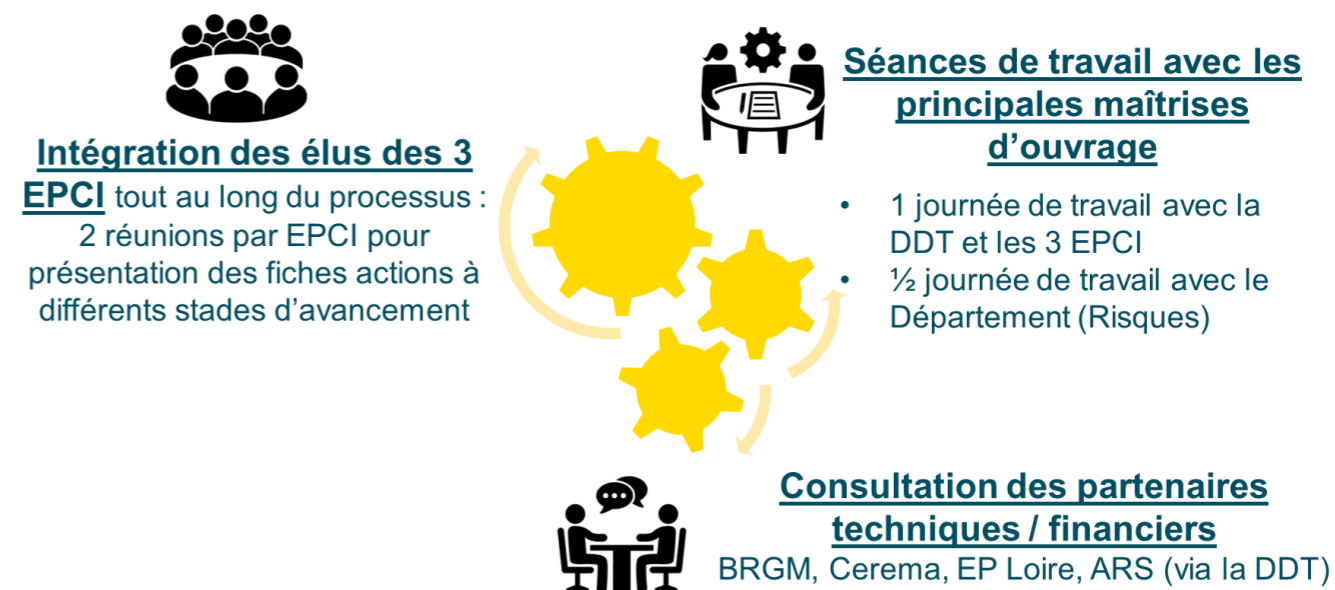 Intégration des élus des 3
EPCI tout au long du processus :
2 réunions par EPCI pour
présentation des fiches actions à
différents stades d’avancement
Séances de travail avec les
principales maîtrises
d’ouvrage
• 1 journée de travail avec la
DDT et les 3 EPCI
• ½ journée de travail avec le
Département (Risques)
Consultation des partenaires
techniques / financiers
BRGM, Cerema, EP Loire, ARS (via la DDT)